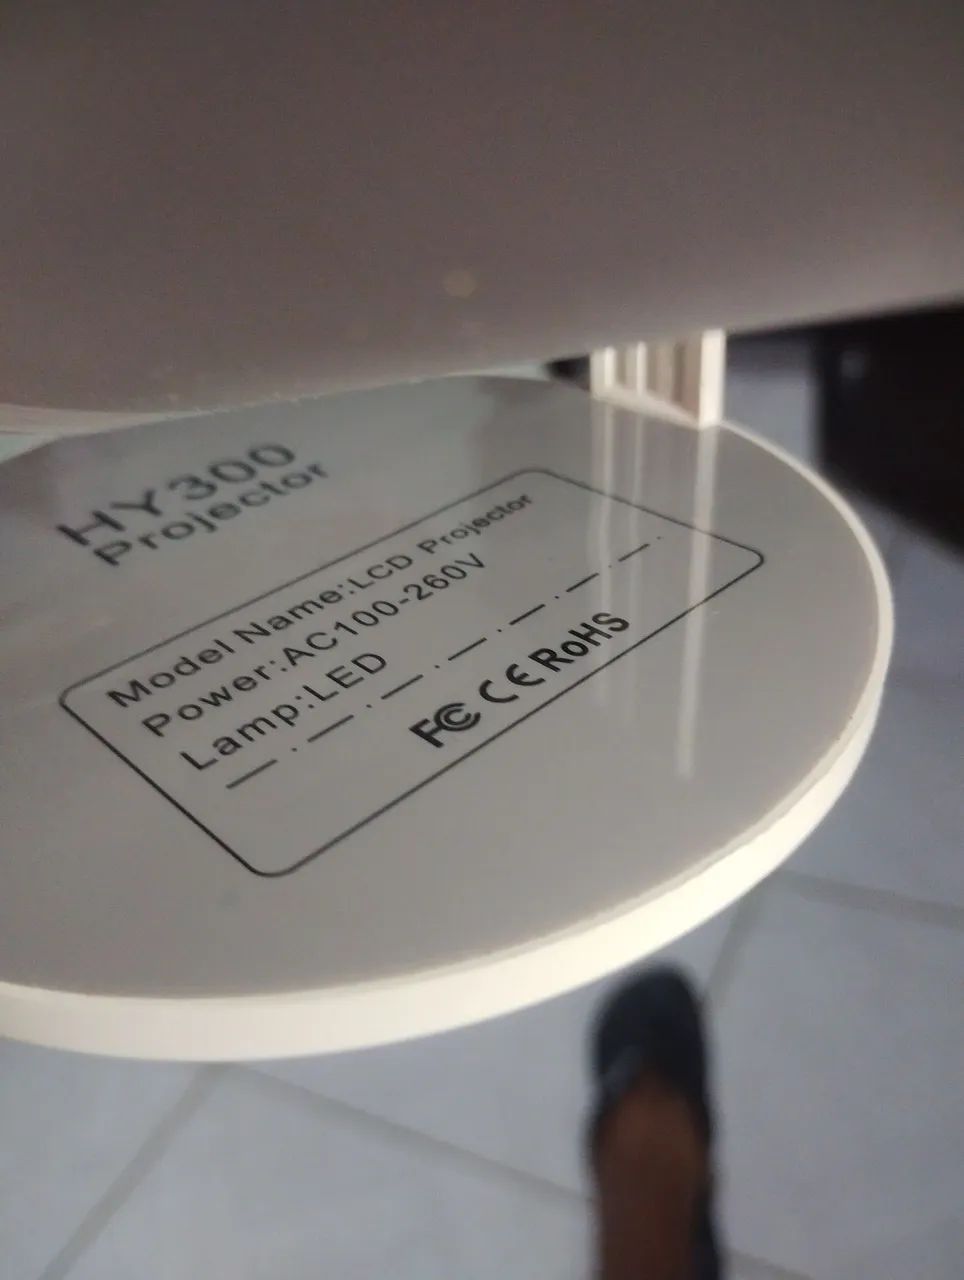 HY300
Projector
Model Name:LCD Projector
Power:AC100-260V
Lamp:LED
FC CE RoHS